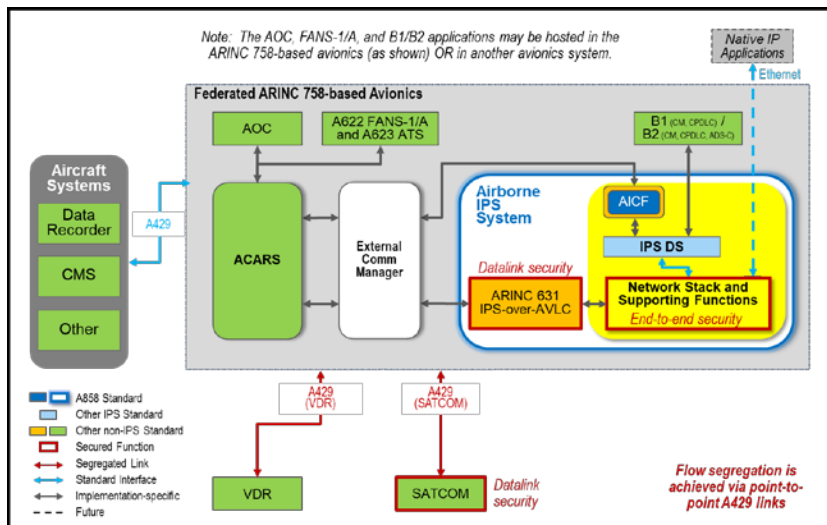 Note: The AOC, FANS-1/A, and B1/B2 applications may be hosted in the
ARINC 758-based avionics (as shown) OR in another avionics system.
Native IP
Applications
Ethernet
Federated ARINC 758-based Avionics
AOC
A622 FANS-1/A
and A623 ATS
B1 (CM, CPDLC) /
B2 (CM, CPDLC, ADS-C)
Aircraft
Systems
Data
Recorder
CMS
Other
A429
ACARS
External
Comm
Manager
Airborne
IPS
System
AICF
IPS DS
Datalink security
ARINC 631
IPS-over-AVLC
Network Stack and
Supporting Functions
End-to-end security
A429
(VDR)
A429
(SATCOM)
A858 Standard
Other IPS Standard
Other non-IPS Standard
Secured Function
Segregated Link
Standard Interface
Implementation-specific
Future
VDR
SATCOM
Datalink
security
Flow segregation is
achieved via point-to-
point A429 links